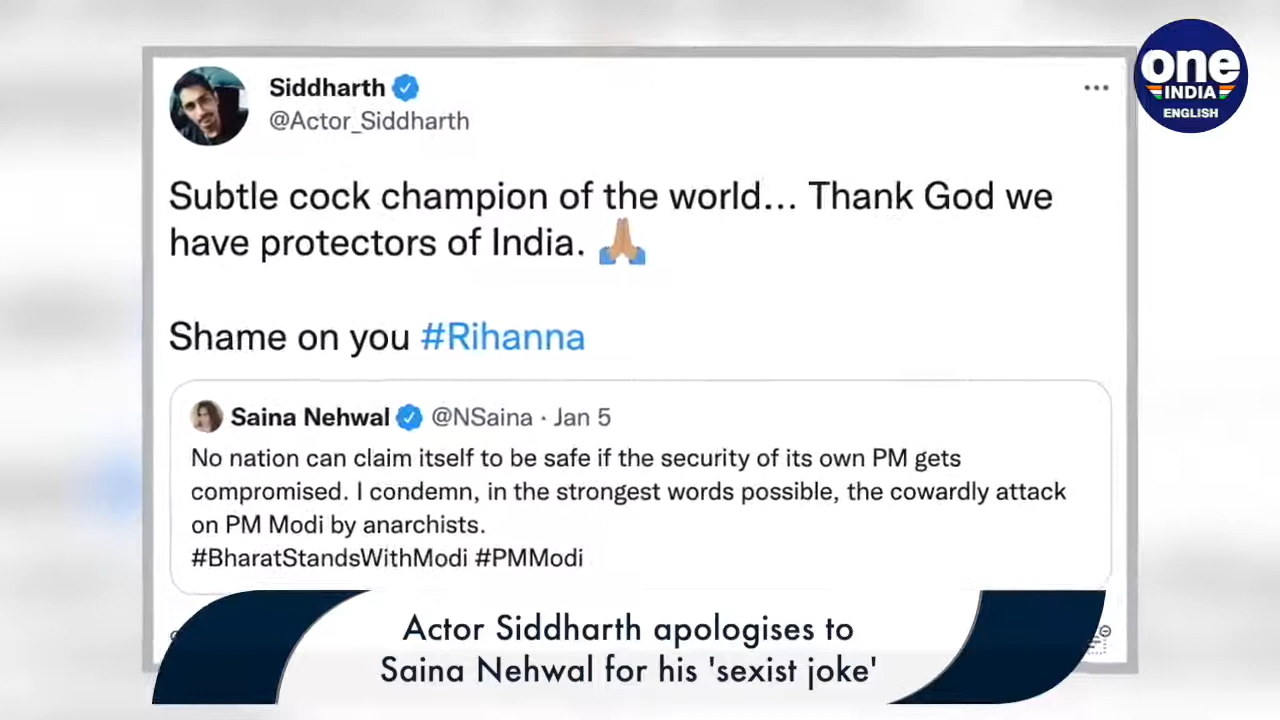 one
INDIA
ENGLISH
Siddharth
@Actor_Siddharth
Subtle cock champion of the world... Thank God we
have protectors of India. 🙏🏽
Shame on you #Rihanna
Saina Nehwal @NSaina · Jan 5
No nation can claim itself to be safe if the security of its own PM gets
compromised. I condemn, in the strongest words possible, the cowardly attack
on PM Modi by anarchists.
#BharatStandsWithModi #PMModi
Actor Siddharth apologises to
Saina Nehwal for his 'sexist joke'